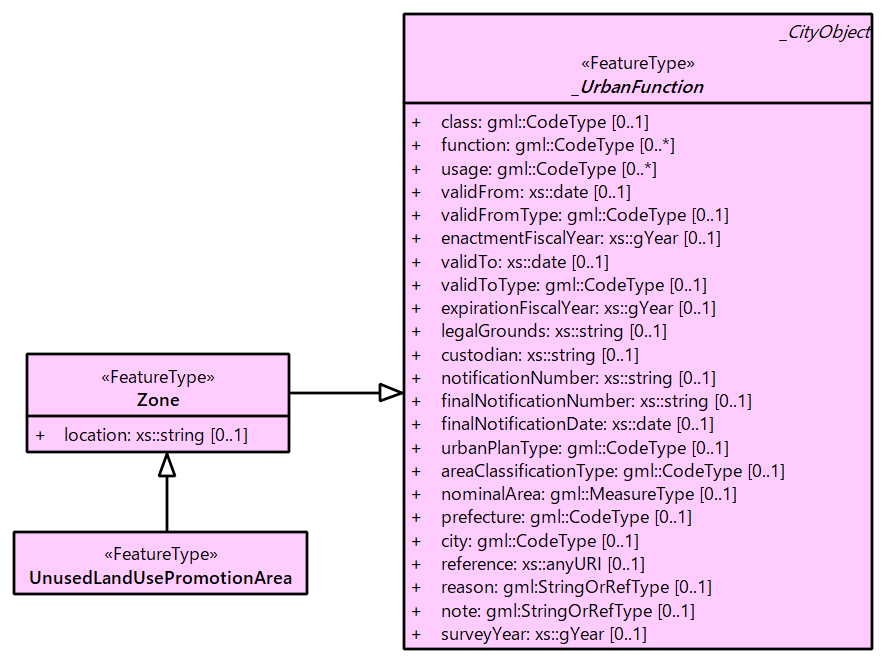 _CityObject
«FeatureType»
_UrbanFunction
+ class: gml::CodeType [0..1]
+ function: gml::CodeType [0..*]
+ usage: gml::CodeType [0..*]
+ validFrom: xs::date [0..1]
+ validFromType: gml::CodeType [0..1]
+ enactmentFiscalYear: xs::gYear [0..1]
+ validTo: xs::date [0..1]
+ validToType: gml::CodeType [0..1]
+ expirationFiscalYear: xs::gYear [0..1]
+ legalGrounds: xs::string [0..1]
+ custodian: xs::string [0..1]
+ notificationNumber: xs::string [0..1]
+ finalNotificationNumber: xs::string [0..1]
+ finalNotificationDate: xs::date [0..1]
+ urbanPlanType: gml::CodeType [0..1]
+ areaClassificationType: gml::CodeType [0..1]
+ nominalArea: gml::MeasureType [0..1]
+ prefecture: gml::CodeType [0..1]
+ city: gml::CodeType [0..1]
+ reference: xs::anyURI [0..1]
+ reason: gml:StringOrRefType [0..1]
+ note: gml:StringOrRefType [0..1]
+ surveyYear: xs::gYear [0..1]
«FeatureType»
Zone
+ location: xs::string [0..1]
«FeatureType»
UnusedLandUsePromotionArea